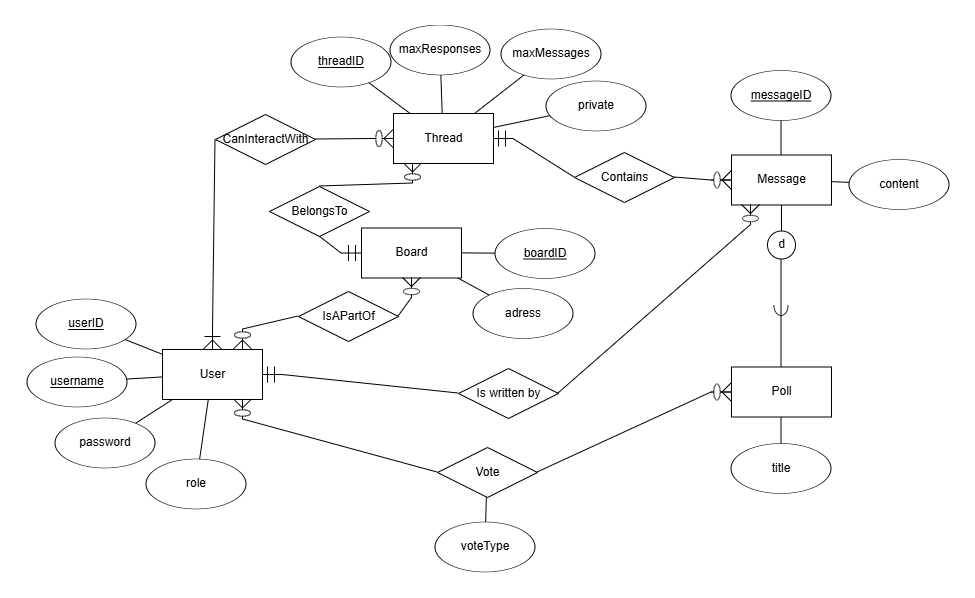 maxResponses
maxMessages
threadID
private
messageID
CanInteractWith
Thread
Contains
Message
content
BelongsTo
Board
boardID
d
adress
IsAPartOf
userID
username
User
Is written by
Poll
password
role
Vote
title
voteType